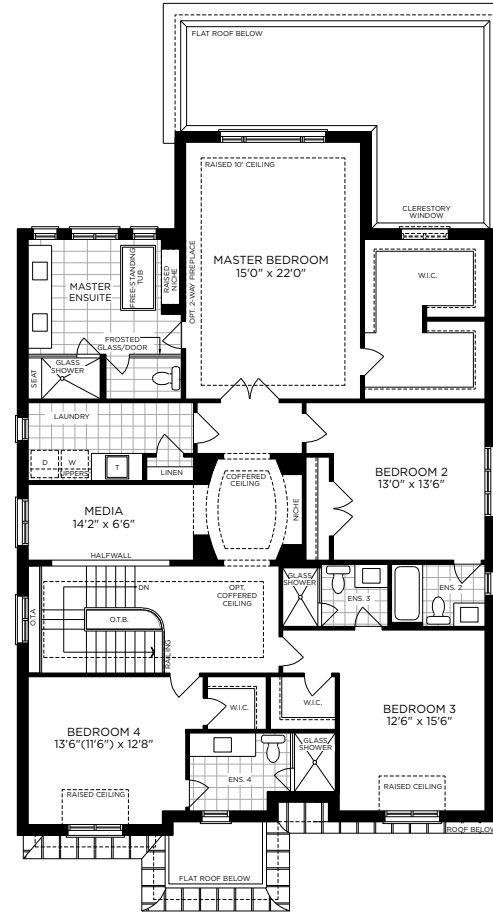 FLAT ROOF BELOW
RAISED 10' CEILING
CLERESTORY
WINDOW
MASTER BEDROOM
15'0" x 22'0"
W.I.C.
OPT. 2-WAY FIREPLACE
RAISED
NICHE
FREE-STANDING
TUB
MASTER
ENSUITE
FROSTED
GLASS/DOOR
SEAT
GLASS
SHOWER
LAUNDRY
D
W
UPPERS
T
LINEN
COFFERED
CEILING
NICHE
BEDROOM 2
13'0" x 13'6"
MEDIA
14'2" x 6'6"
HALFWALL
DN
OPT.
COFFERED
CEILING
O.T.A
O.T.B.
RAILING
GLASS
SHOWER
ENS. 3
ENS. 2
W.I.C.
W.I.C.
BEDROOM 3
12'6" x 15'6"
BEDROOM 4
13'6"(11'6") x 12'8"
GLASS
SHOWER
ENS. 4
RAISED CEILING
RAISED CEILING
ROOF BELOW
FLAT ROOF BELOW